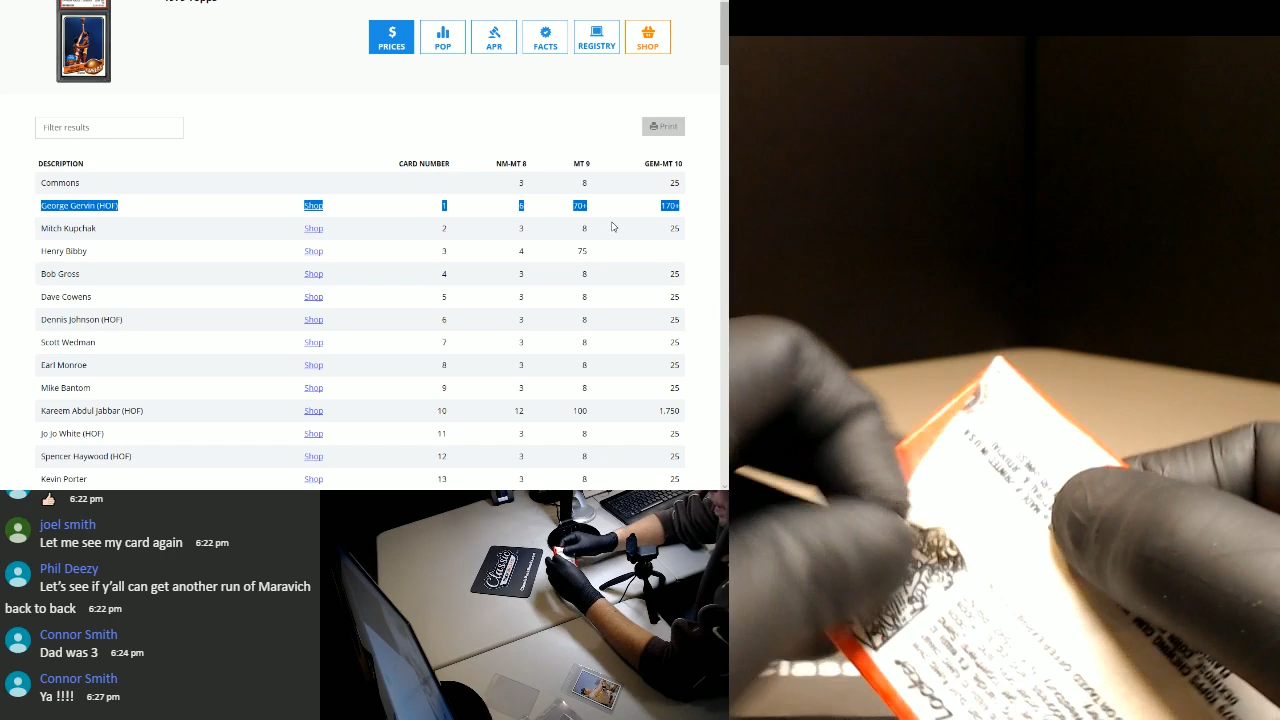 $
PRICES
POP
APR
FACTS
REGISTRY
SHOP
Filter results
Print
DESCRIPTION CARD NUMBER NM-MT 8 MT 9 GEM-MT 10
Commons 3 8 25
George Gervin (HOF) Shop 1 6 70+ 170+
Mitch Kupchak Shop 2 3 8 25
Henry Bibby Shop 3 4 75
Bob Gross Shop 4 3 8 25
Dave Cowens Shop 5 3 8 25
Dennis Johnson (HOF) Shop 6 3 8 25
Scott Wedman Shop 7 3 8 25
Earl Monroe Shop 8 3 8 25
Mike Bantom Shop 9 3 8 25
Kareem Abdul Jabbar (HOF) Shop 10 12 100 1,750
Jo Jo White (HOF) Shop 11 3 8 25
Spencer Haywood (HOF) Shop 12 3 8 25
Kevin Porter Shop 13 3 8 25
6:22 pm
joel smith
Let me see my card again 6:22 pm
Phil Deezy
Let's see if y'all can get another run of Maravich
back to back 6:22 pm
Connor Smith
Dad was 3 6:24 pm
Connor Smith
Ya !!!! 6:27 pm
Classic